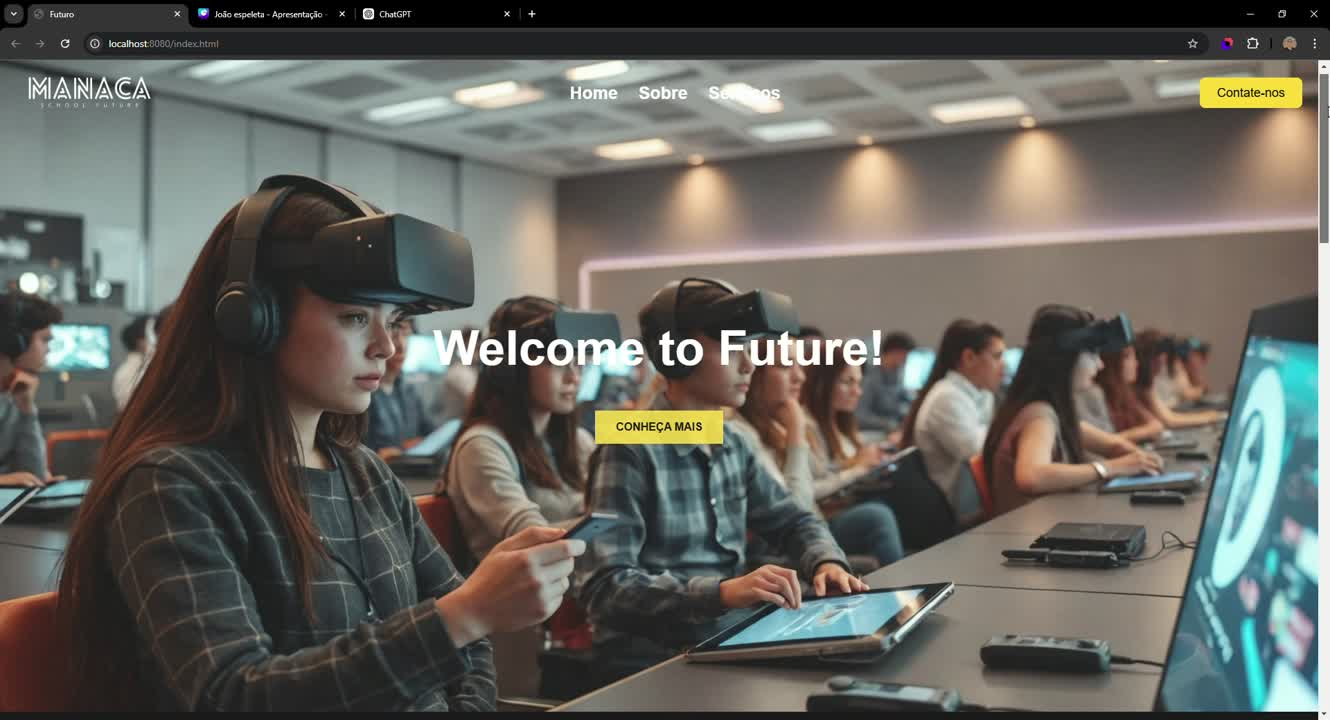 Futuro
João espeleta - Apresentação
ChatGPT
localhost:8080/index.html
MANACA
SCHOOL FUTURE
Home Sobre Serviços
Contate-nos
Welcome to Future!
CONHEÇA MAIS